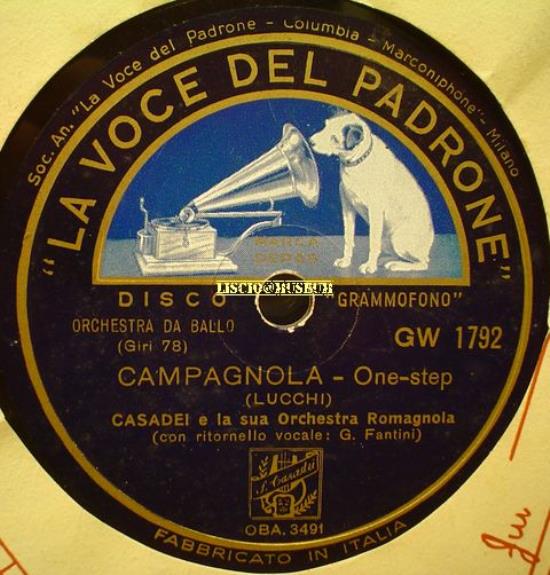 Soc. An. "La Voce del Padrone - Columbia - Marconiphone" - Milano
"LA VOCE DEL PADRONE"
MARCA
DEPOS
DISCO "GRAMMOFONO"
LISCIO@MUSEUM
ORCHESTRA DA BALLO
(Giri 78)
GW 1792
CAMPAGNOLA - One-step
(LUCCHI)
CASADEI e la sua Orchestra Romagnola
(con ritornello vocale: G. Fantini)
S. Casadei
OBA. 3491
FABBRICATO IN ITALIA